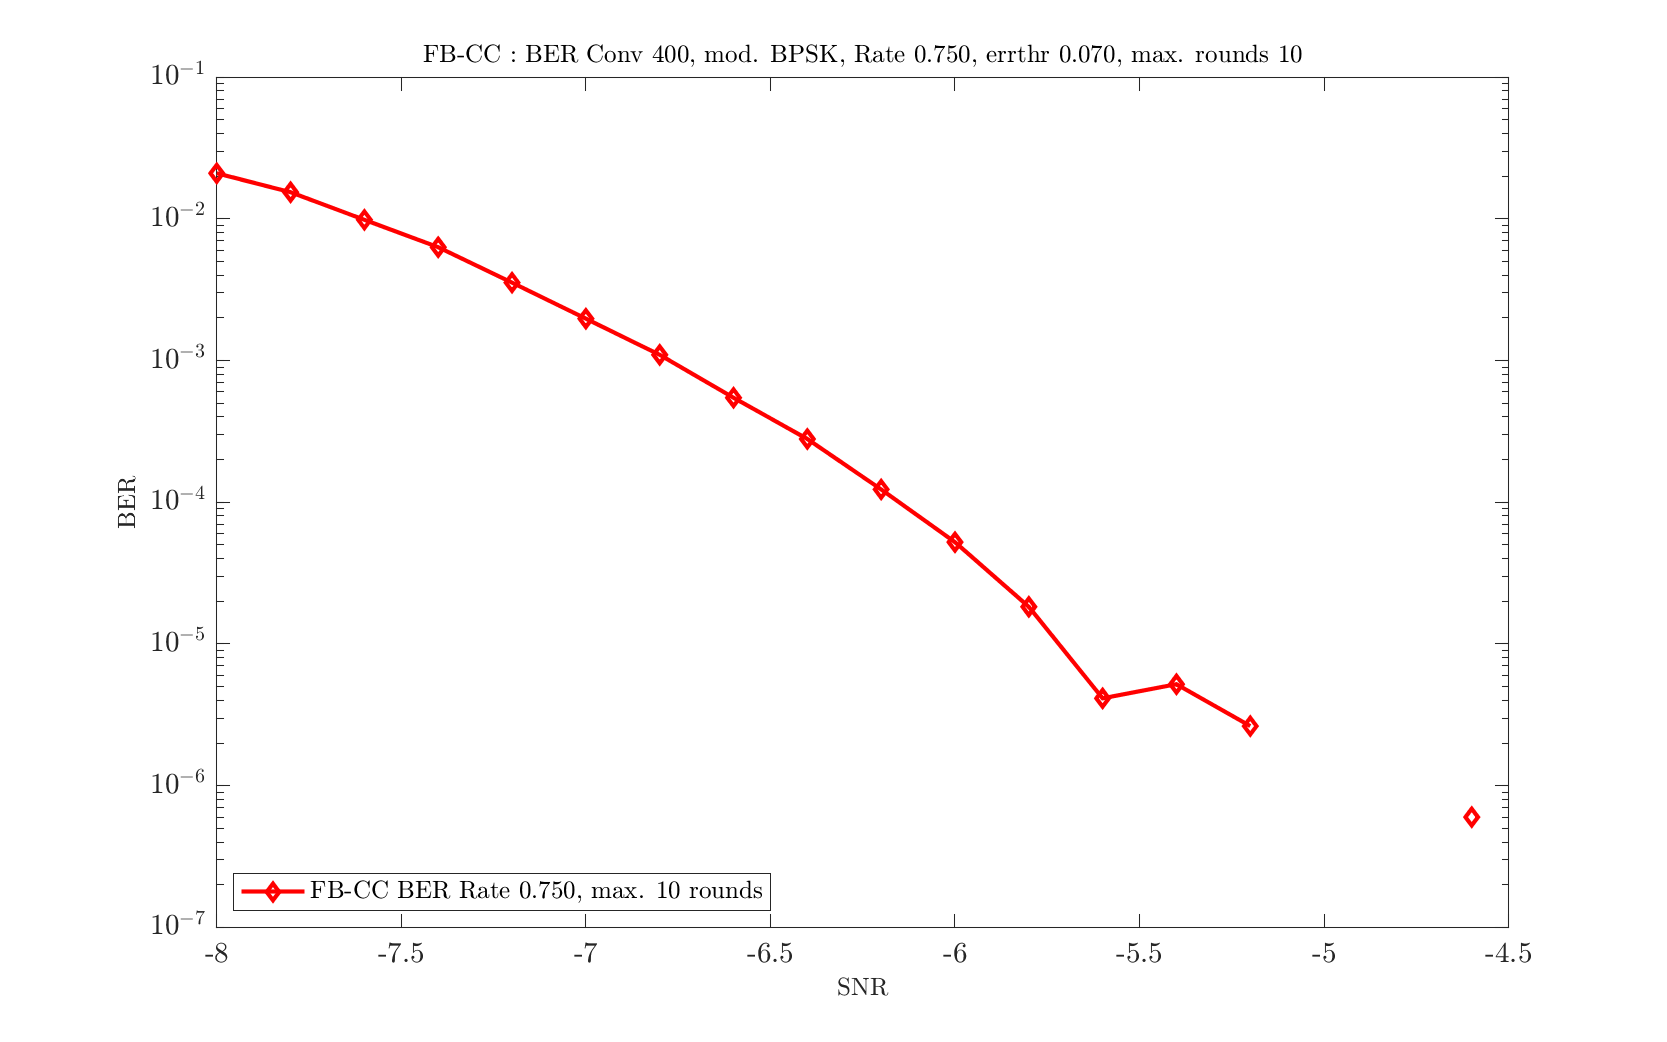 FB-CC : BER Conv 400, mod. BPSK, Rate 0.750, errthr 0.070, max. rounds 10
10^{-1}
10^{-2}
10^{-3}
10^{-4}
10^{-5}
10^{-6}
10^{-7}
BER
FB-CC BER Rate 0.750, max. 10 rounds
-8 -7.5 -7 -6.5 -6 -5.5 -5 -4.5
SNR